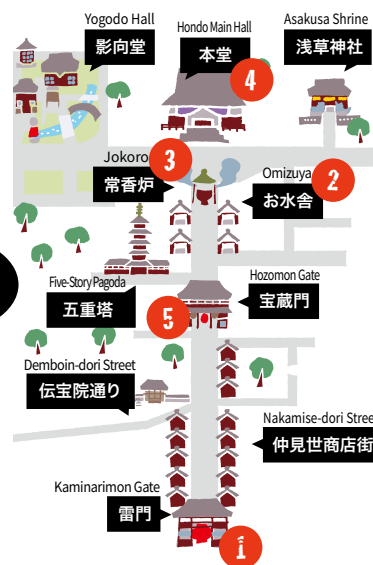 Yogodo Hall
影向堂
Hondo Main Hall
本堂
4
Asakusa Shrine
浅草神社
Jokoro
常香炉
3
Omizuya
お水舎
2
Five-Story Pagoda
五重塔
5
Hozomon Gate
宝蔵門
Demboin-dori Street
伝宝院通り
Nakamise-dori Stree
仲見世商店街
Kaminarimon Gate
雷門
1